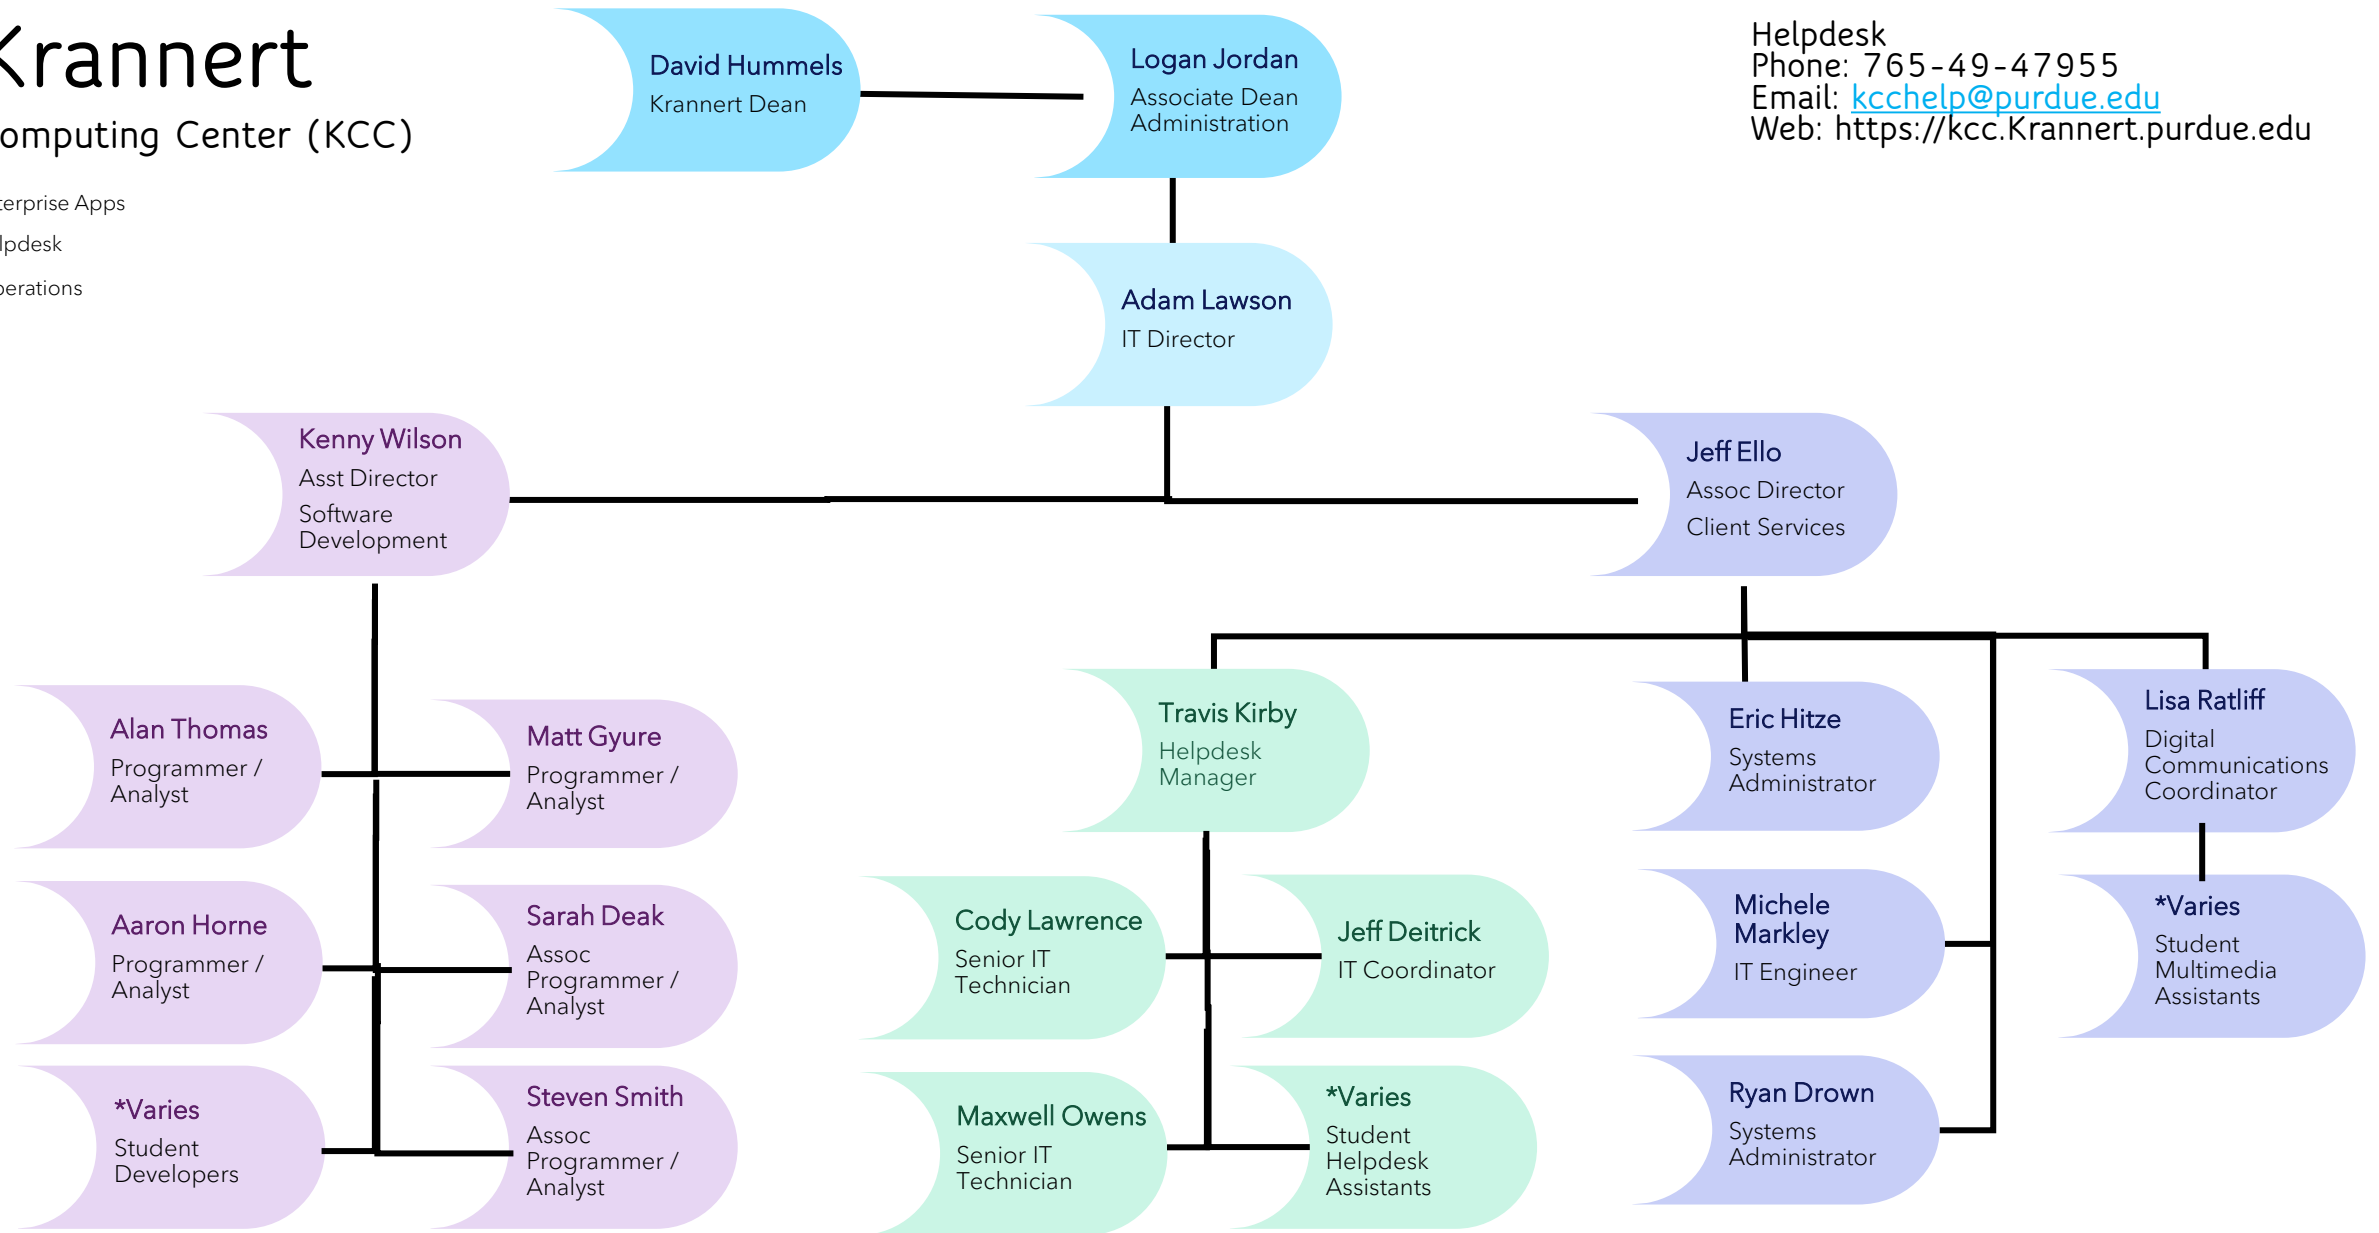 Krannert
omputing Center (KCC)
terprise Apps
lpdesk
perations
David Hummels
Krannert Dean
Logan Jordan
Associate Dean
Administration
Helpdesk
Phone: 765-49-47955
Email: kcchelp@purdue.edu
Web: https://kcc.Krannert.purdue.edu
Adam Lawson
IT Director
Kenny Wilson
Asst Director
Software
Development
Jeff Ello
Assoc Director
Client Services
Alan Thomas
Programmer /
Analyst
Matt Gyure
Programmer /
Analyst
Aaron Horne
Programmer /
Analyst
Sarah Deak
Assoc
Programmer /
Analyst
*Varies
Student
Developers
Steven Smith
Assoc
Programmer /
Analyst
Travis Kirby
Helpdesk
Manager
Cody Lawrence
Senior IT
Technician
Jeff Deitrick
IT Coordinator
Maxwell Owens
Senior IT
Technician
*Varies
Student
Helpdesk
Assistants
Eric Hitze
Systems
Administrator
Michele
Markley
IT Engineer
Ryan Drown
Systems
Administrator
Lisa Ratliff
Digital
Communications
Coordinator
*Varies
Student
Multimedia
Assistants